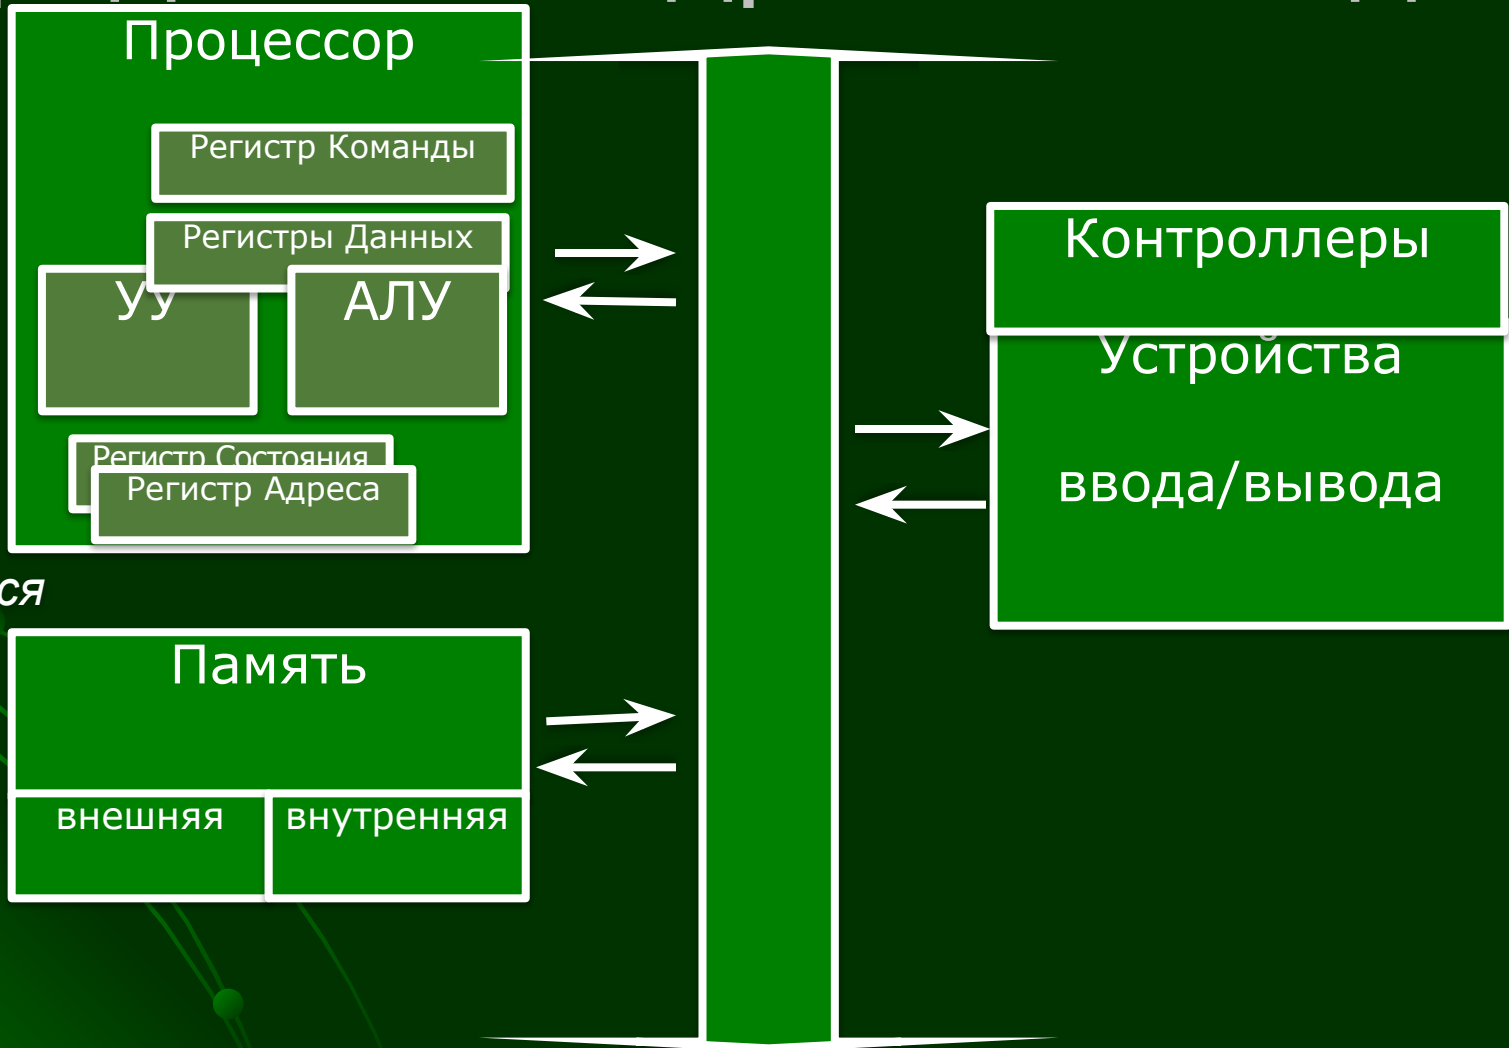 Процессор
Регистр Команды
Регистры Данных
УУ
АЛУ
Регистр Состояния
Регистр Адреса
ся
Память
внешняя
внутренняя
Контроллеры
Устройства
ввода/вывода